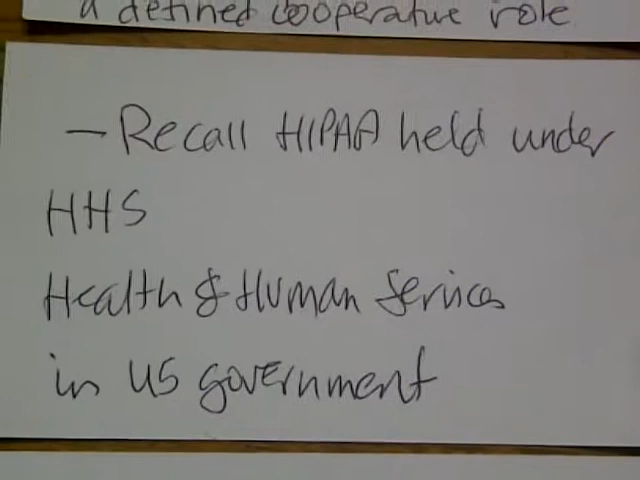 a defined cooperative role
- Recall HIPAA held under
HHS
Health & Human Services
in US government